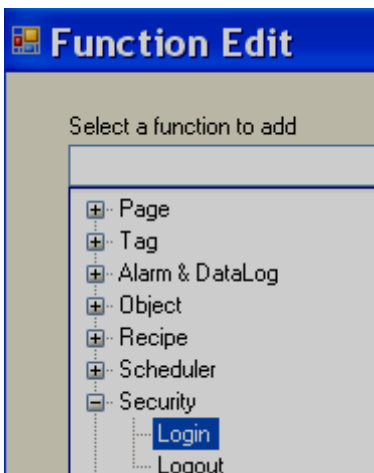 Function Edit
Select a function to add
Page
Tag
Alarm & DataLog
Object
Recipe
Scheduler
Security
Login
Logout